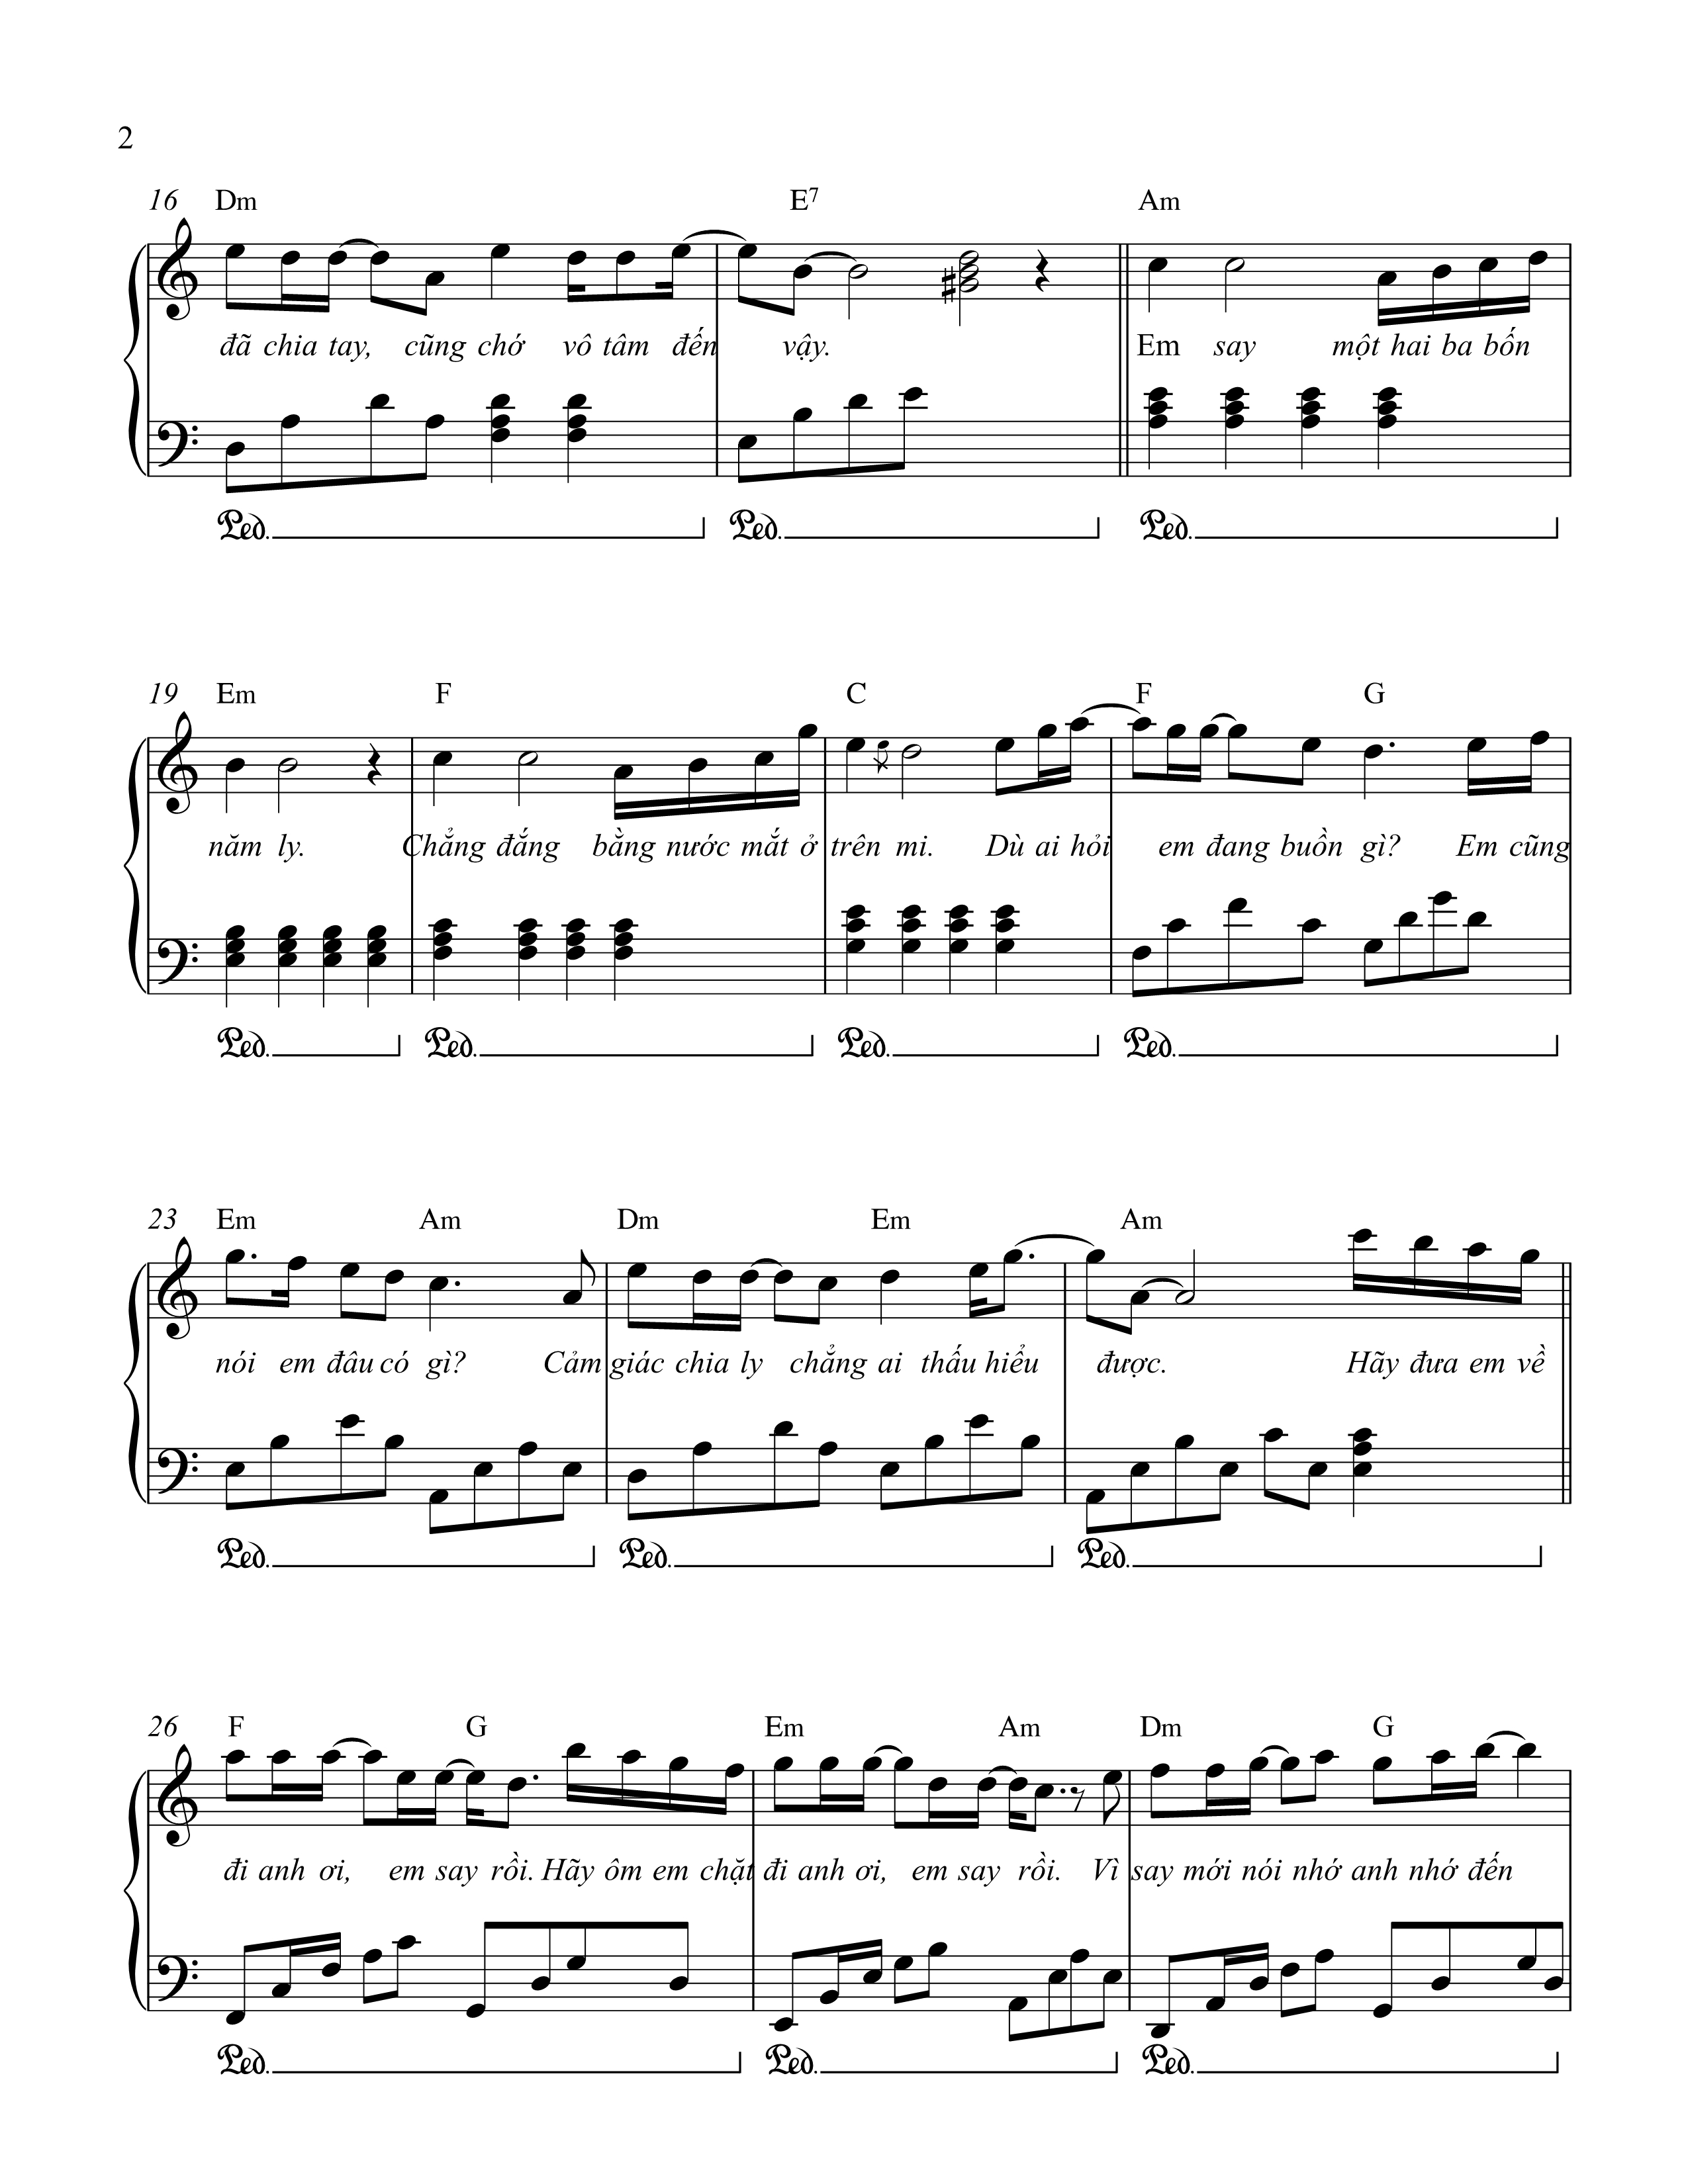 2
16 Dm E7 Am
đã chia tay, cũng chớ vô tâm đến vậy. Em say một hai ba bốn
Ped. Ped. Ped.
19 Em F C F G
năm ly. Chẳng đắng bằng nước mắt ở trên mi. Dù ai hỏi em đang buồn gì? Em cũng
Ped. Ped. Ped. Ped.
23 Em Am Dm Em Am
nói em đâu có gì? Cảm giác chia ly chẳng ai thấu hiểu được. Hãy đưa em về
Ped. Ped. Ped.
26 F G Em Am Dm G
đi anh ơi, em say rồi. Hãy ôm em chặt đi anh ơi, em say rồi. Vì say mới nói nhớ anh nhớ đến
Ped. Ped. Ped.